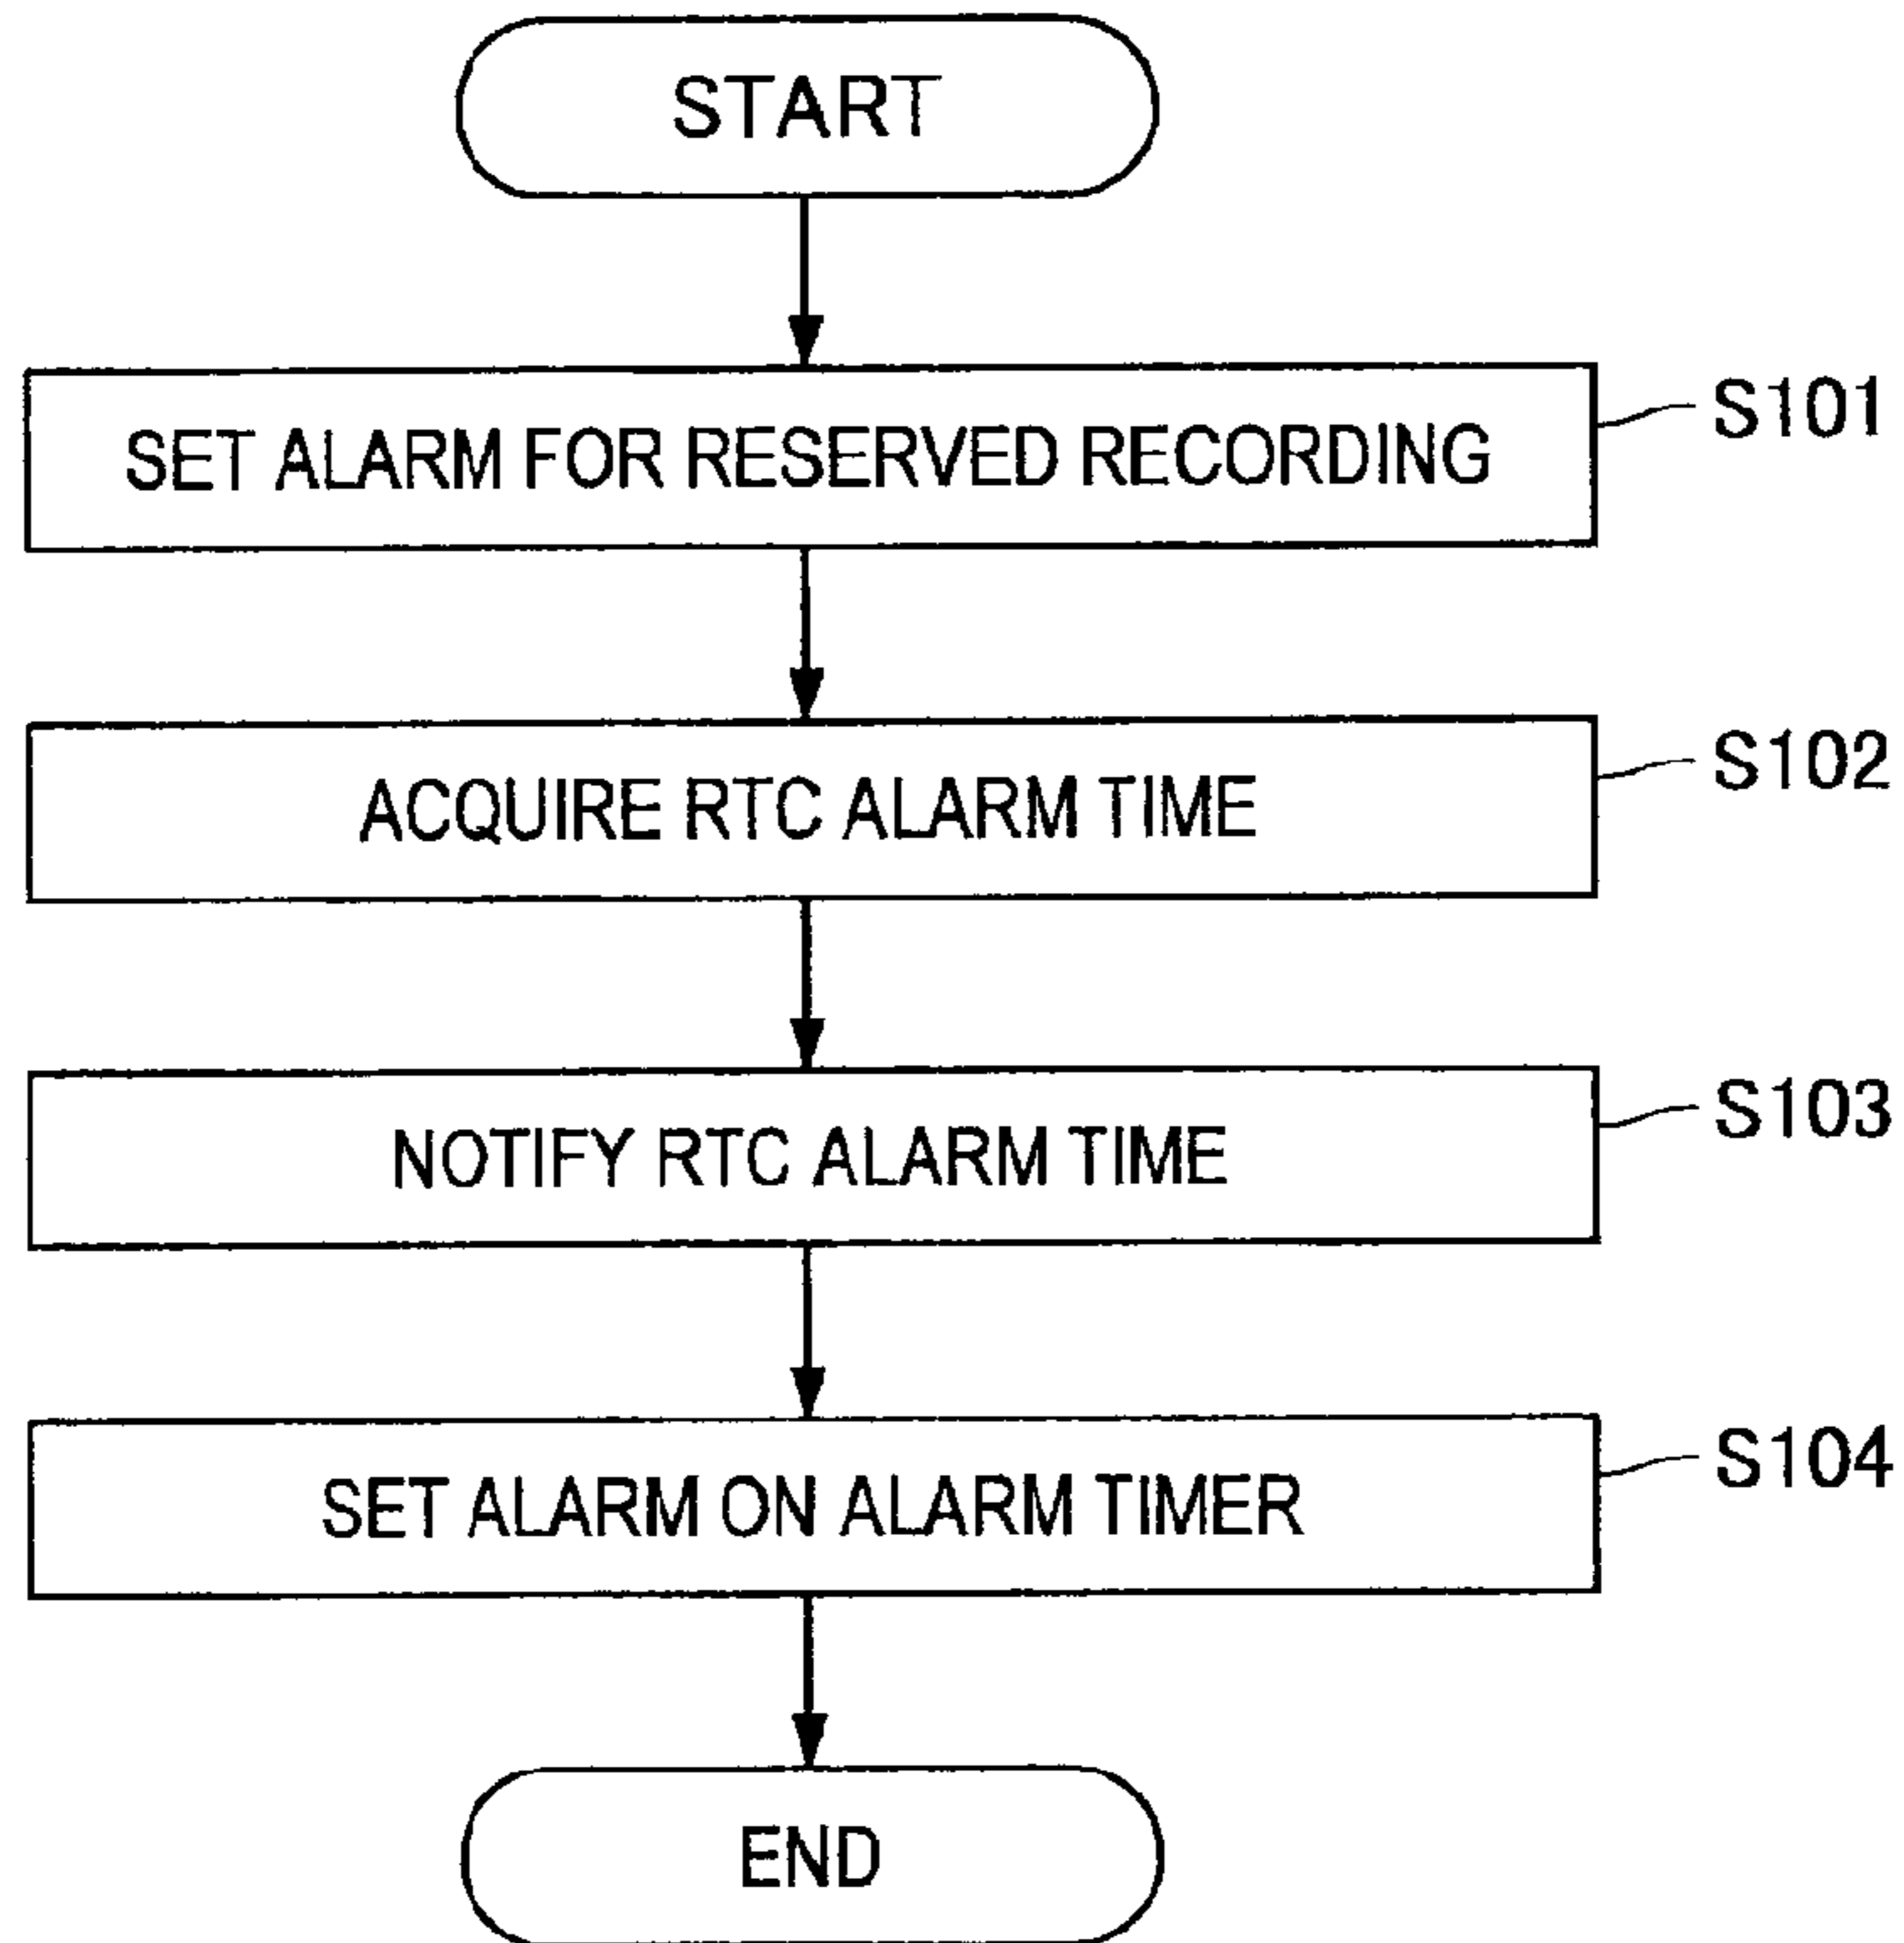 START
SET ALARM FOR RESERVED RECORDING
S101
ACQUIRE RTC ALARM TIME
S102
NOTIFY RTC ALARM TIME
S103
SET ALARM ON ALARM TIMER
S104
END